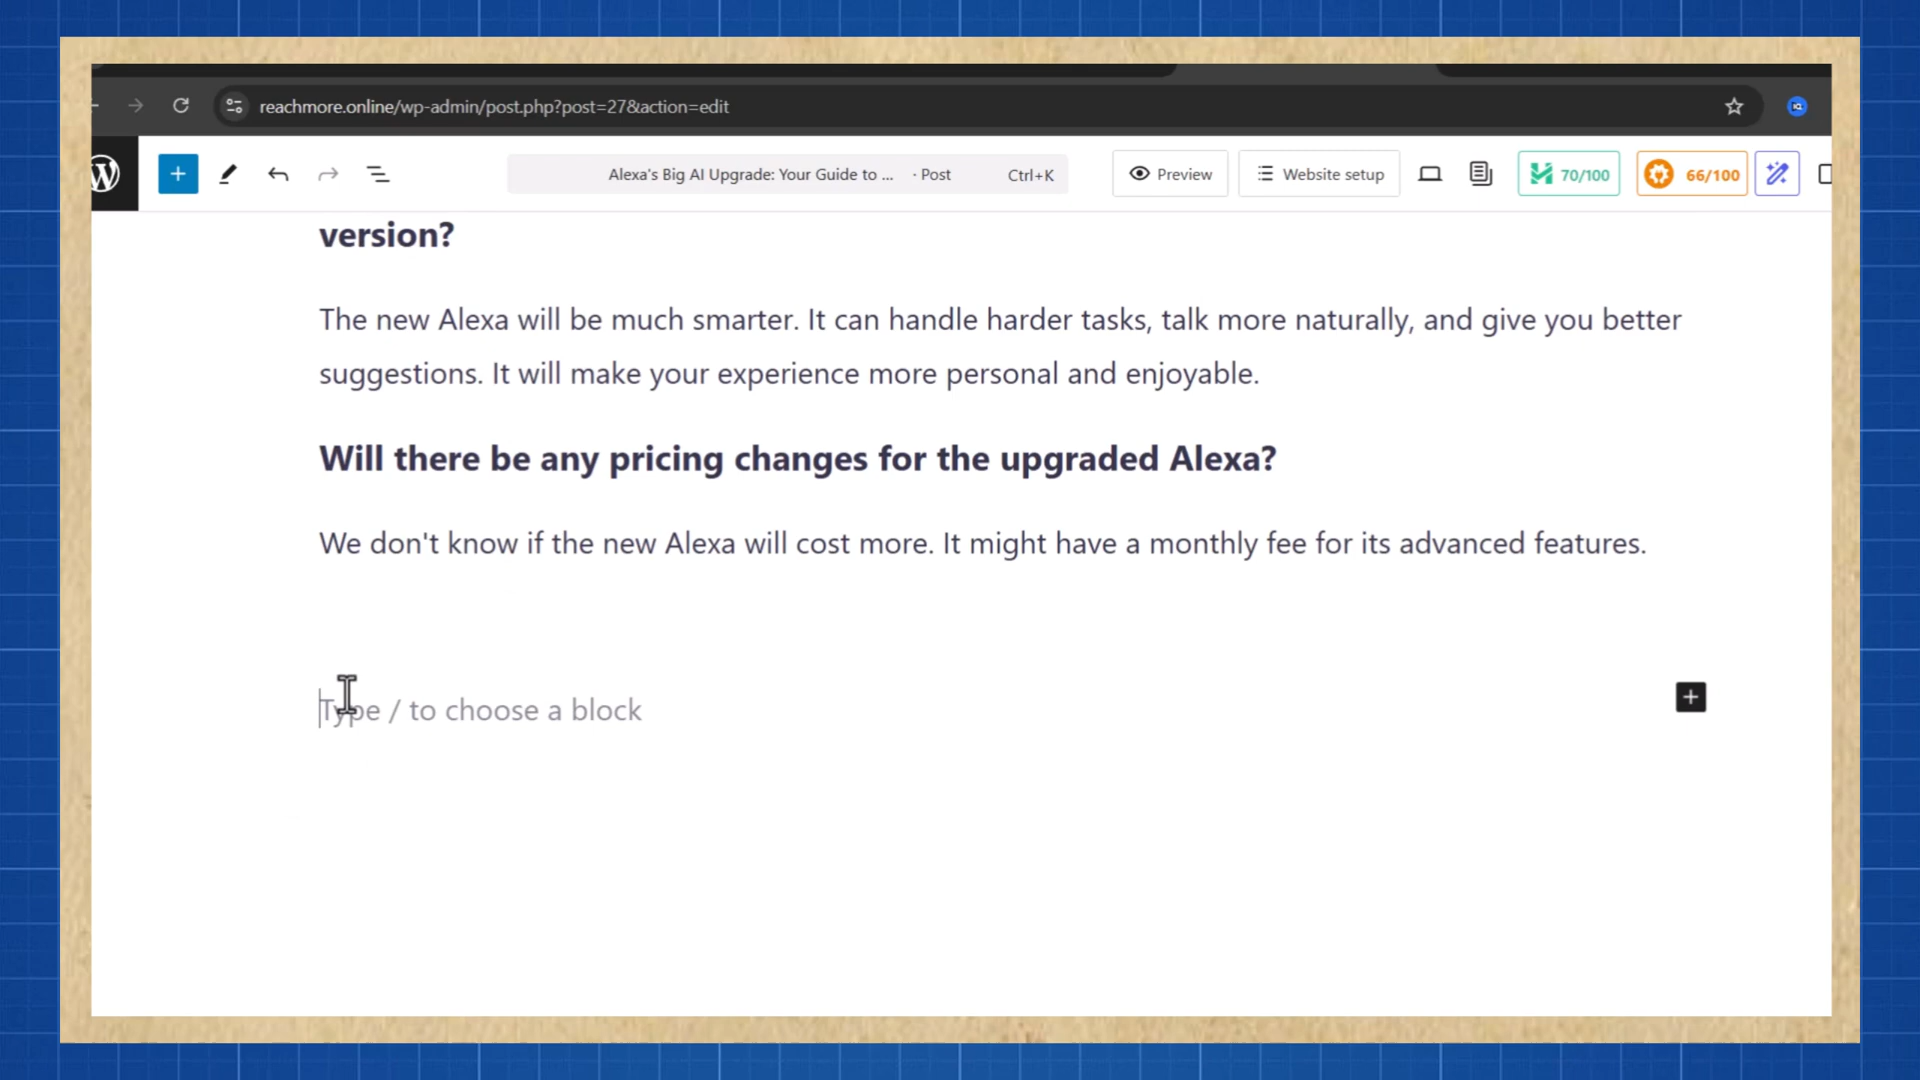 reachmore.online/wp-admin/post.php?post=27&action=edit
Alexa's Big AI Upgrade: Your Guide to ... · Post Ctrl+K
Preview
Website setup
70/100
66/100
version?
The new Alexa will be much smarter. It can handle harder tasks, talk more naturally, and give you better
suggestions. It will make your experience more personal and enjoyable.
Will there be any pricing changes for the upgraded Alexa?
We don't know if the new Alexa will cost more. It might have a monthly fee for its advanced features.
Type / to choose a block